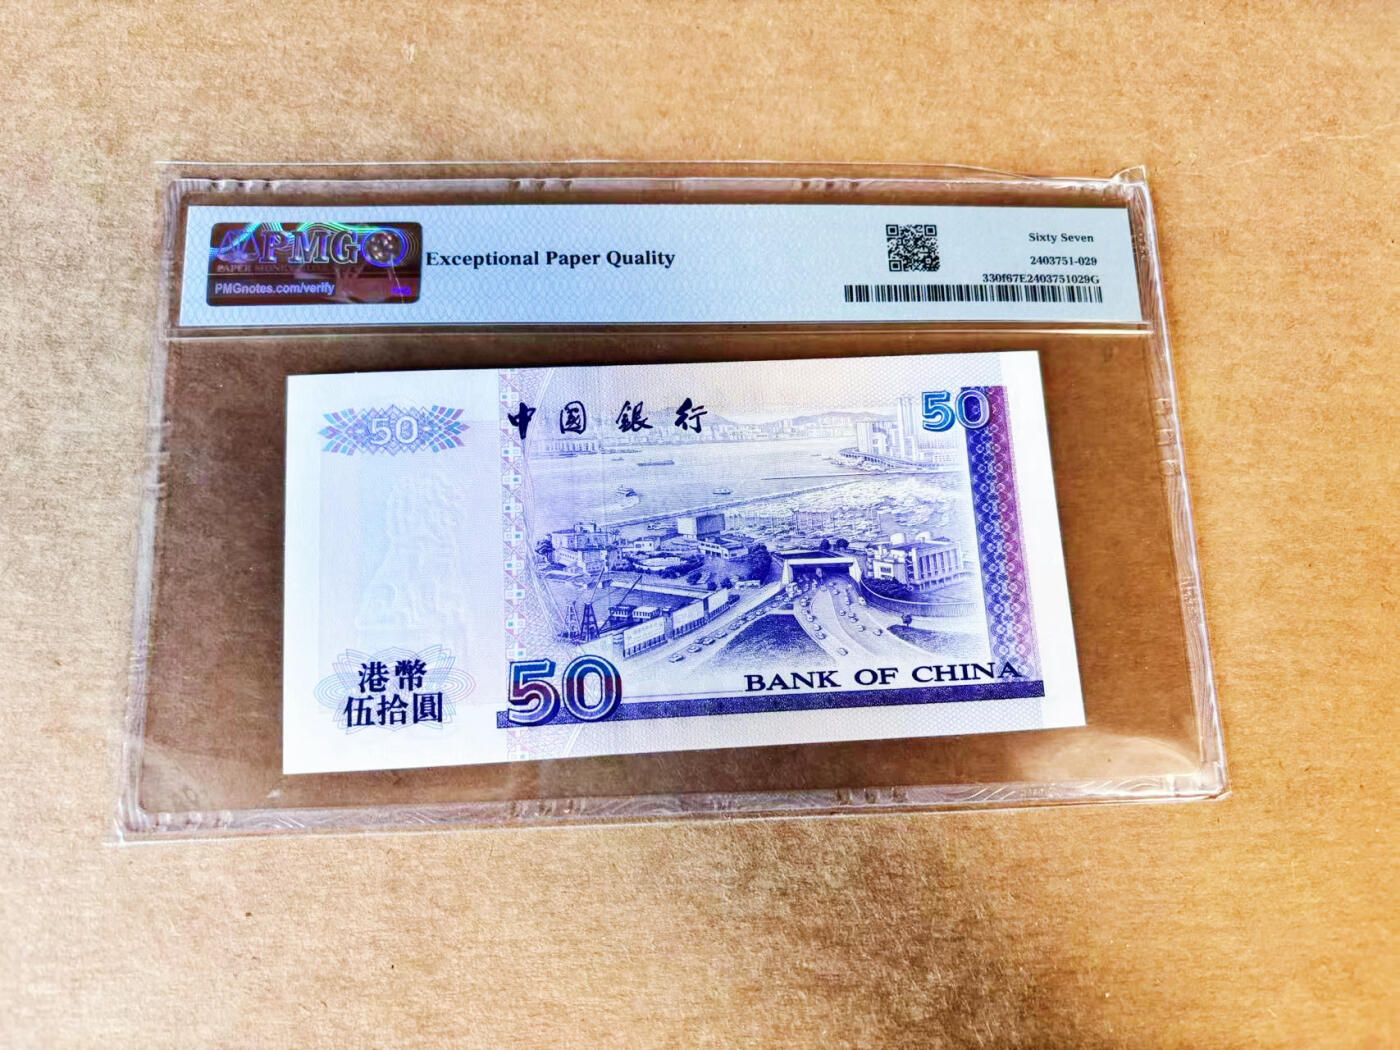 PMG
PAPER MONEY
PMGnotes.com/verify
Exceptional Paper Quality
Sixty Seven
2403751-029
330f67E2403751029G
50
中國銀行
50
港幣
伍拾圓
50
BANK OF CHINA